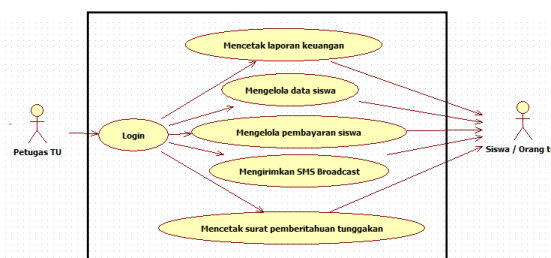 Mencetak laporan keuangan
Mengelola data siswa
Login
Mengelola pembayaran siswa
Petugas TU
Siswa / Orang t
Mengirimkan SMS Broadcast
Mencetak surat pemberitahuan tunggakan